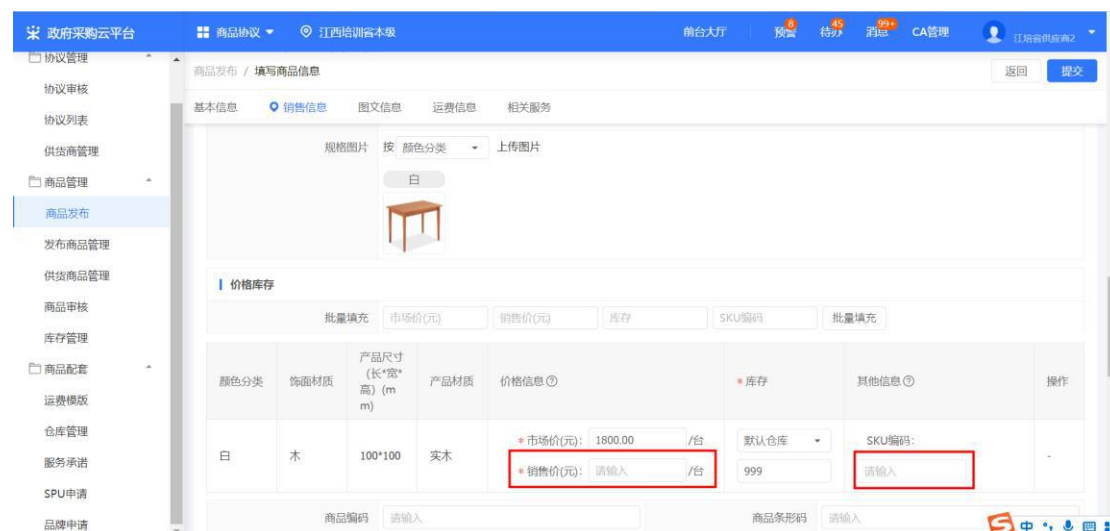 政府采购云平台
商品协议
江西培训省本级
前台大厅
预警
8
待办
45
消息
99+
CA管理
江培省供应商2
协议管理
协议审核
协议列表
供货商管理
商品管理
商品发布
发布商品管理
供货商品管理
商品审核
库存管理
商品配套
运费模版
仓库管理
服务承诺
SPU申请
品牌申请
商品发布 / 填写商品信息
返回
提交
基本信息
销售信息
图文信息
运费信息
相关服务
规格图片 按 颜色分类 上传图片
白
价格库存
批量填充 市场价(元) 销售价(元) 库存 SKU编码 批量填充
颜色分类
饰面材质
产品尺寸
(长*宽*
高) (m
m)
产品材质
价格信息
*库存
其他信息
操作
白
木
100*100
实木
*市场价(元): 1800.00 /台
*销售价(元): 请输入 /台
默认仓库
999
SKU编码:
请输入
-
商品编码 请输入
商品条形码 请输入
中